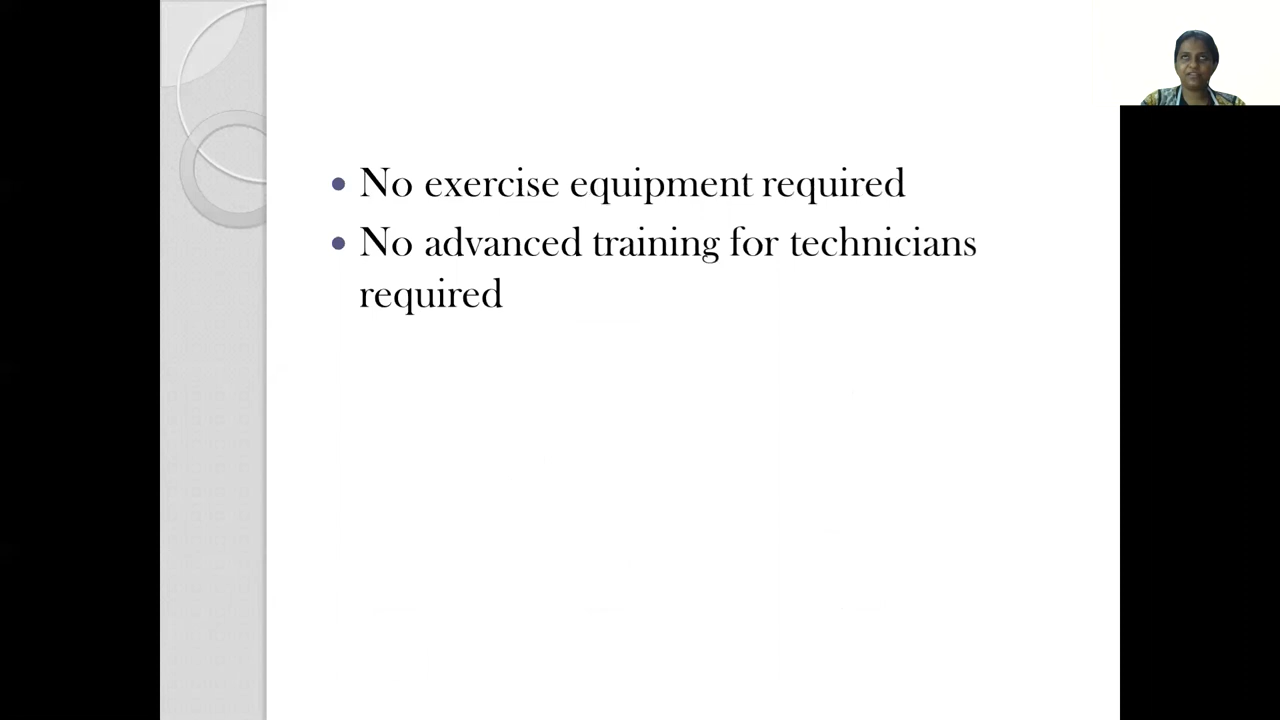 No exercise equipment required
No advanced training for technicians
required